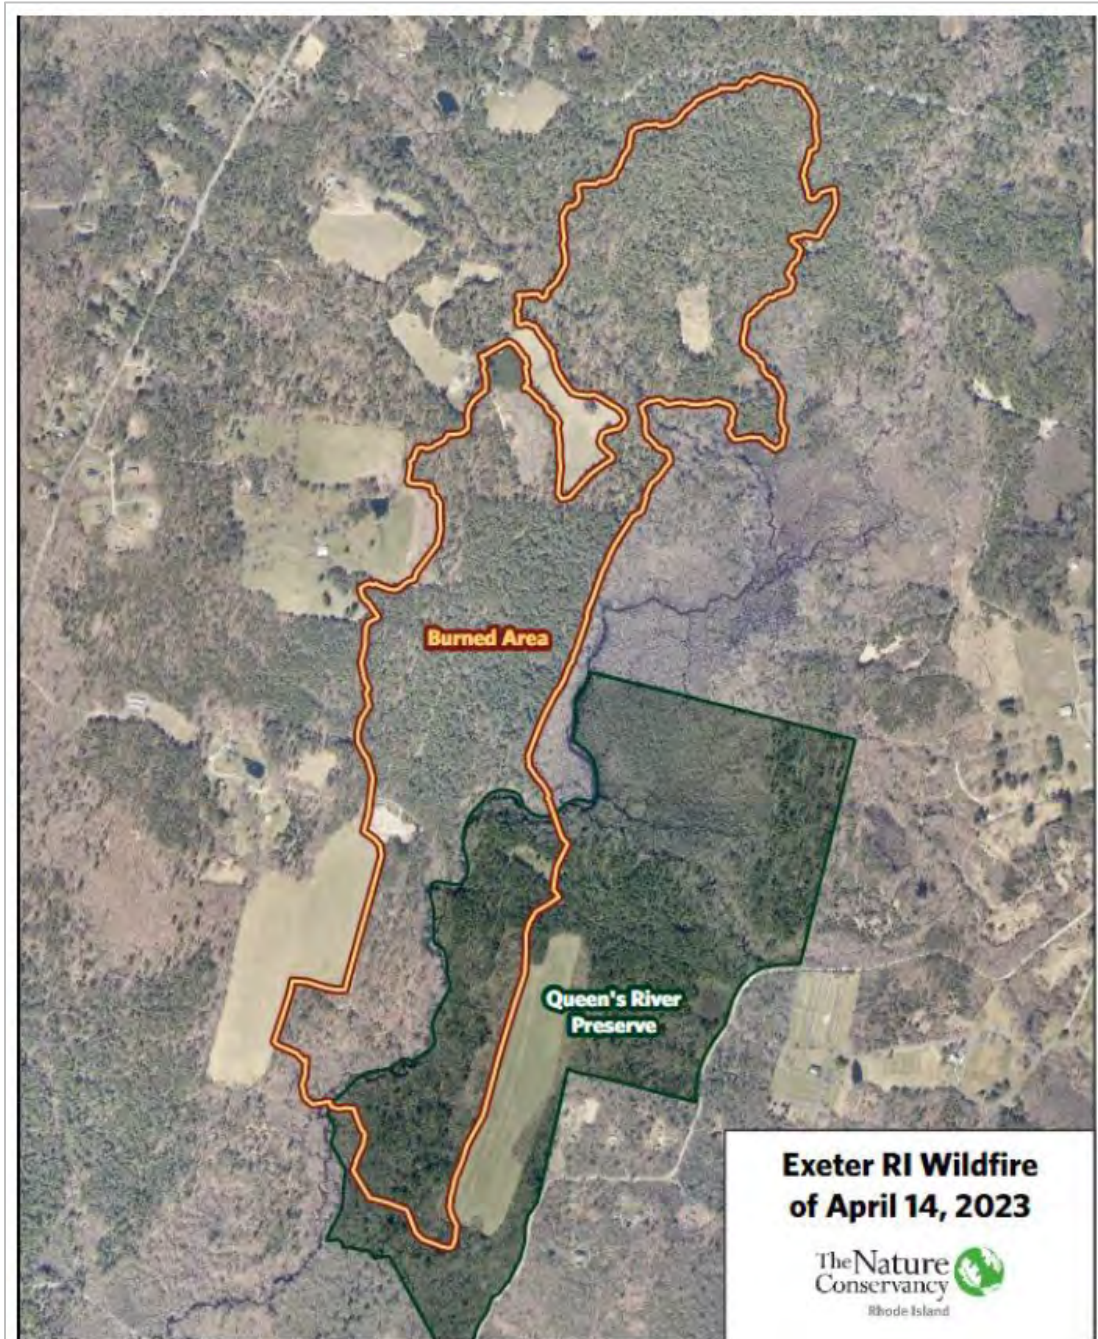 Burned Area
Queen's River
Preserve
Exeter RI Wildfire
of April 14, 2023
The Nature
Conservancy
Rhode Island